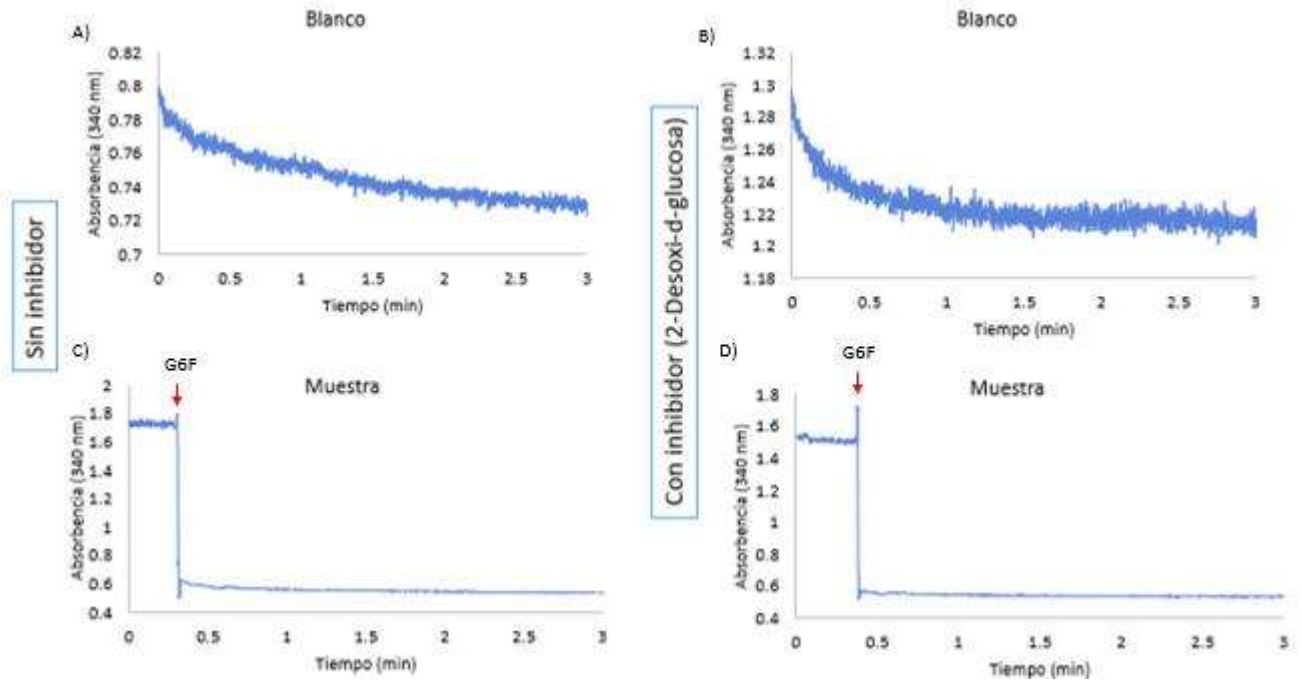 Blanco
A)
Absorbencia (340 nm)
0.82
0.8
0.78
0.76
0.74
0.72
0.7
0 0.5 1 1.5 2 2.5 3
Tiempo (min)
Blanco
B)
Absorbencia (340 nm)
1.32
1.3
1.28
1.26
1.24
1.22
1.2
1.18
0 0.5 1 1.5 2 2.5 3
Tiempo (min)
Sin inhibidor
Con inhibidor (2-Desoxi-d-glucosa)
C)
G6F
Muestra
Absorbencia (340 nm)
2
1.8
1.6
1.4
1.2
1
0.8
0.6
0.4
0 0.5 1 1.5 2 2.5 3
Tiempo (min)
D)
G6F
Muestra
Absorbencia (340 nm)
1.8
1.6
1.4
1.2
1
0.8
0.6
0.4
0 0.5 1 1.5 2 2.5 3
Tiempo (min)